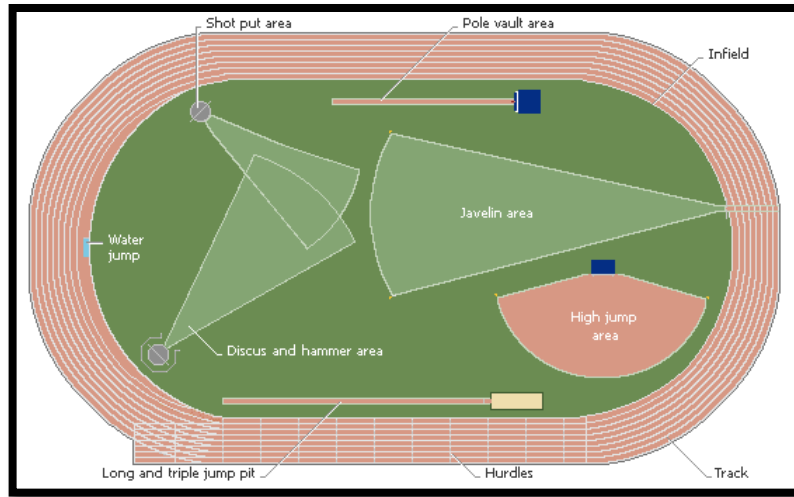 Shot put area
Pole vault area
Infield
Javelin area
Water
jump
High jump
area
Discus and hammer area
Long and triple jump pit
Hurdles
Track